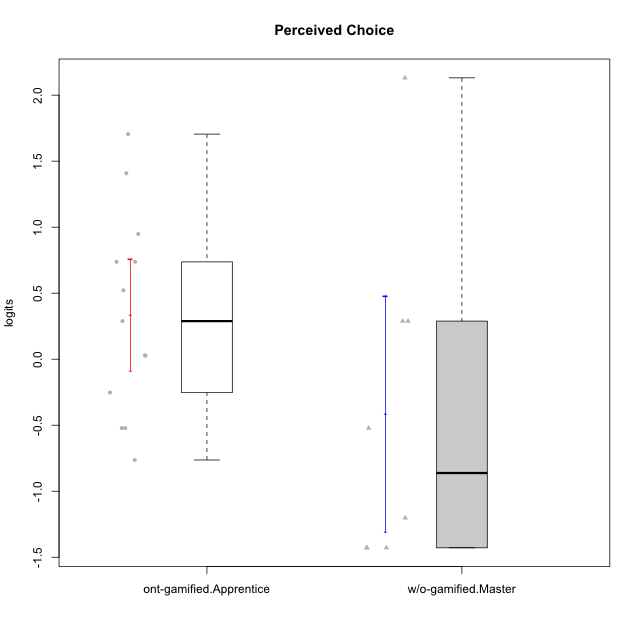 Perceived Choice
logits
2.0
1.5
1.0
0.5
0.0
-0.5
-1.0
-1.5
ont-gamified.Apprentice
w/o-gamified.Master